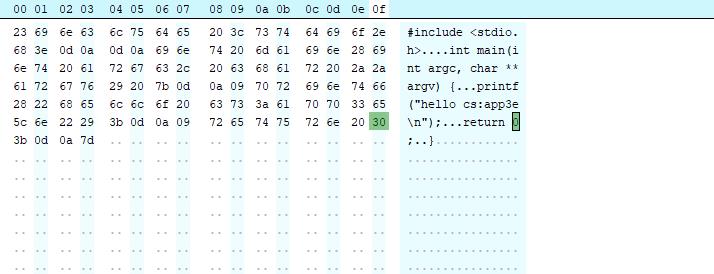 00 01 02 03 04 05 06 07 08 09 0a 0b 0c 0d 0e 0f
23 69 6e 63 6c 75 64 65 20 3c 73 74 64 69 6f 2e #include <stdio.
68 3e 0d 0a 0d 0a 69 6e 74 20 6d 61 69 6e 28 69 h>....int main(i
6e 74 20 61 72 67 63 2c 20 63 68 61 72 20 2a 2a nt argc, char **
61 72 67 76 29 20 7b 0d 0a 09 70 72 69 6e 74 66 argv) {...printf
28 22 68 65 6c 6c 6f 20 63 73 3a 61 70 70 33 65 ("hello cs:app3e
5c 6e 22 29 3b 0d 0a 09 72 65 74 75 72 6e 20 30 \n");...return 0
3b 0d 0a 7d ;..}